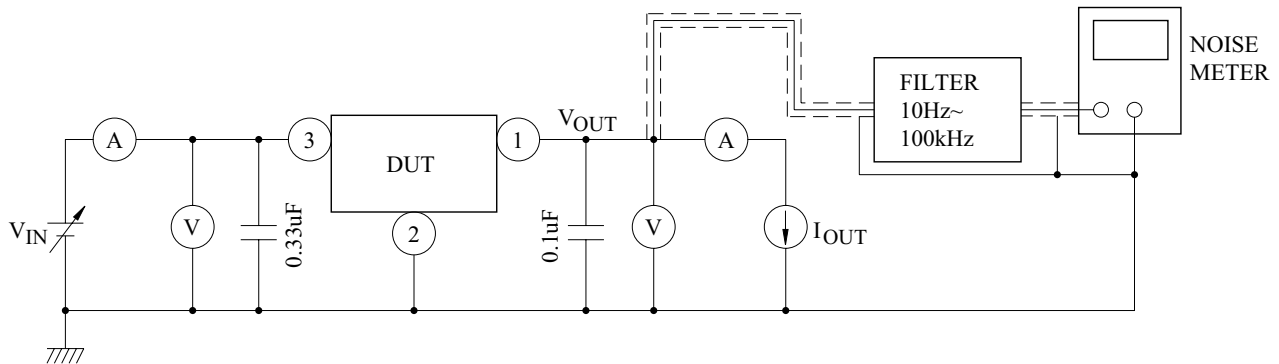 NOISE
METER
FILTER
10Hz~
100kHz
VOUT
A
3
DUT
1
A
VIN
V
0.33uF
2
0.1uF
V
IOUT